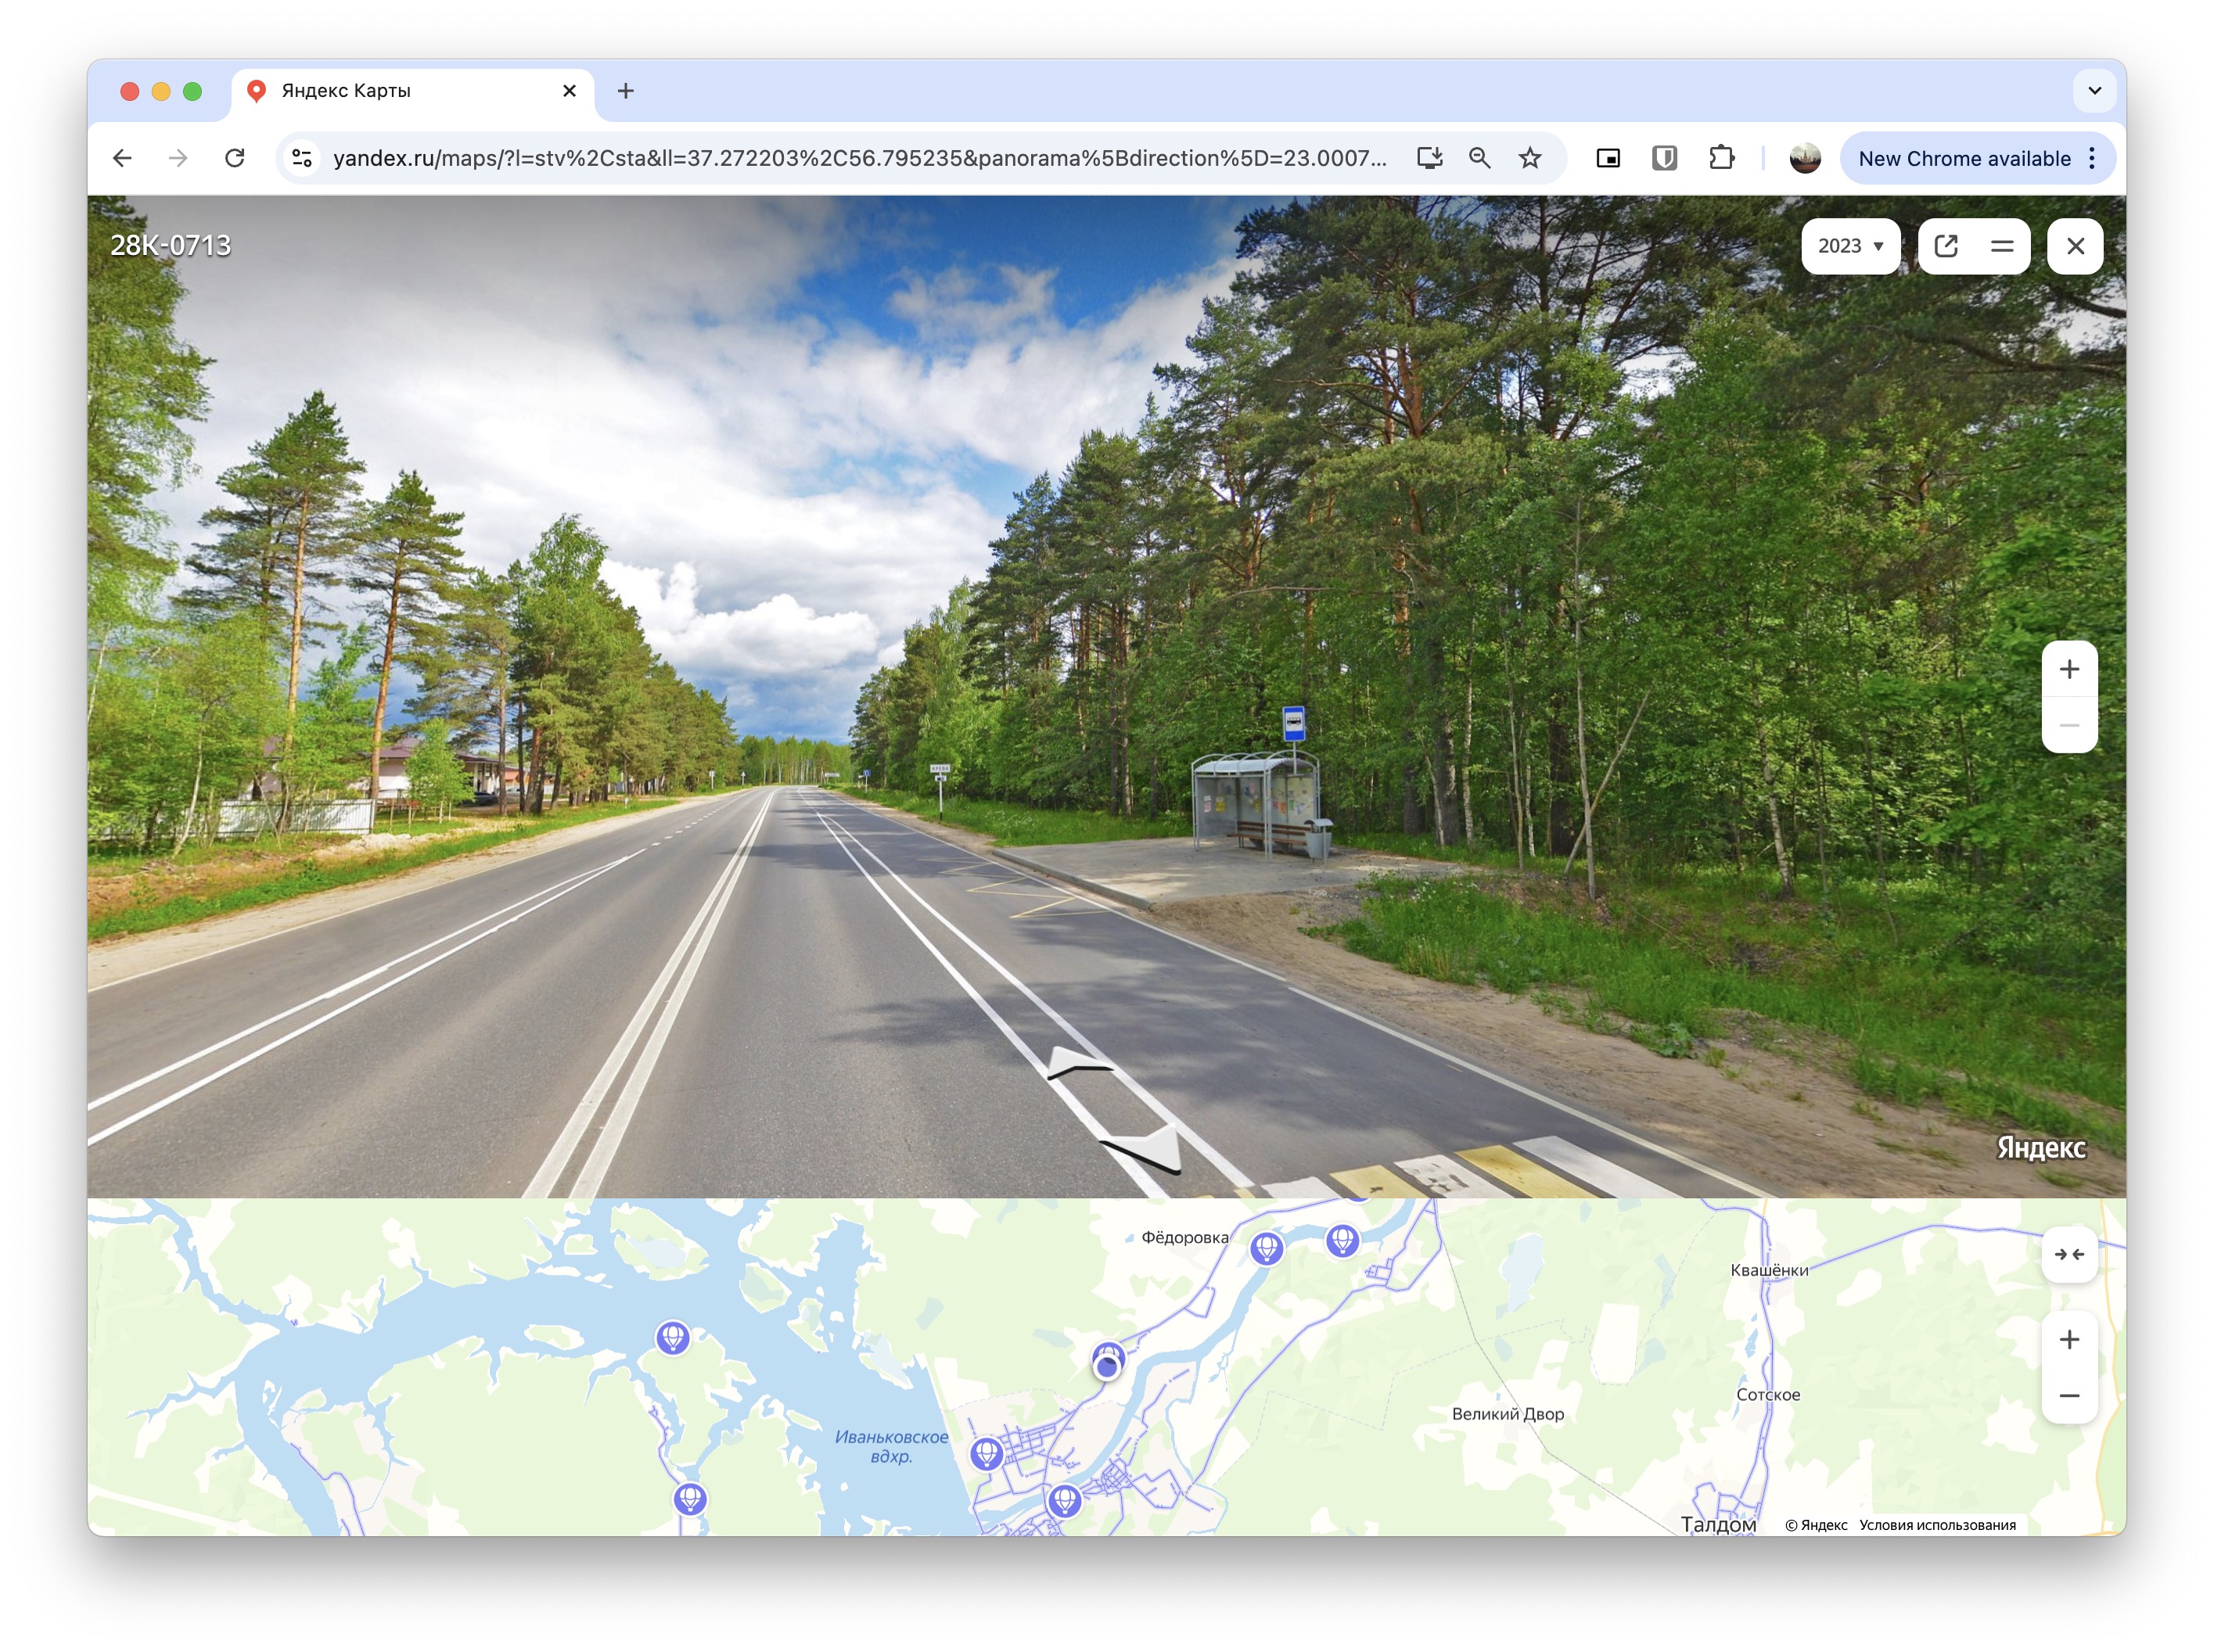 Яндекс Карты
yandex.ru/maps/?l=stv%2Csta&ll=37.272203%2C56.795235&panorama%5Bdirection%5D=23.0007...
New Chrome available
28К-0713
2023
Яндекс
Фёдоровка
Квашёнки
Сотское
Великий Двор
Иваньковское
вдхр.
Талдом
© Яндекс Условия использования